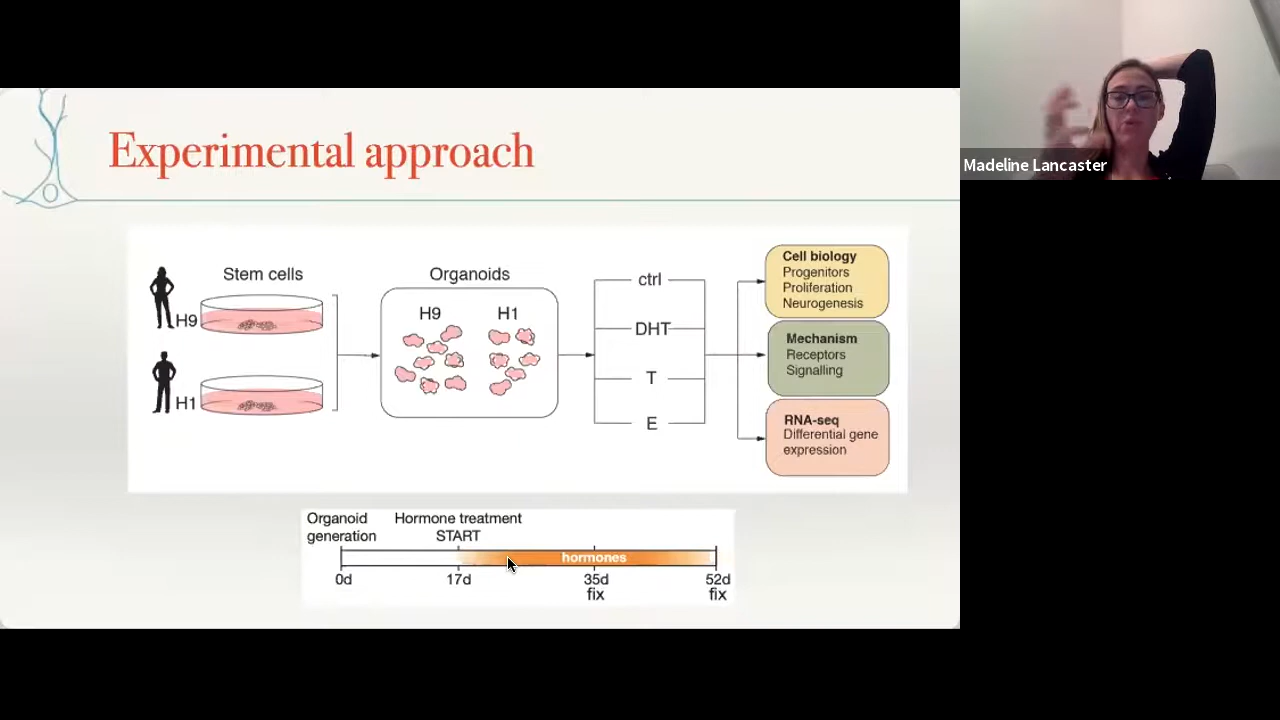 Experimental approach
Madeline Lancaster
Stem cells
H9
H1
Organoids
H9 H1
ctrl
DHT
T
E
Cell biology
Progenitors
Proliferation
Neurogenesis
Mechanism
Receptors
Signalling
RNA-seq
Differential gene
expression
Organoid
generation
Hormone treatment
START
hormones
0d 17d 35d 52d
fix fix